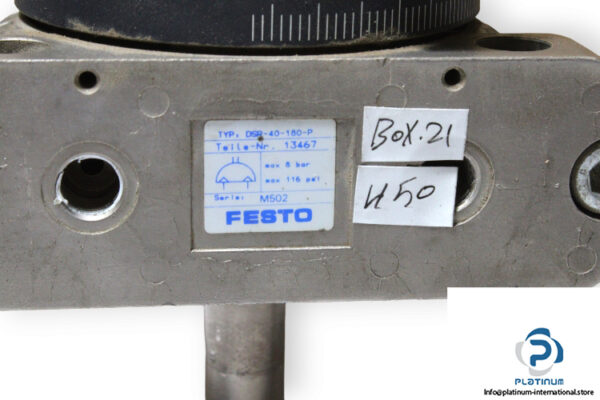 TYP: DSR-40-180-P
Teile-Nr. 13467
max 8 bar
max 116 psi
Serie: M502
FESTO
BOX.21
U50
PLATINUM
Info@platinum-international.store